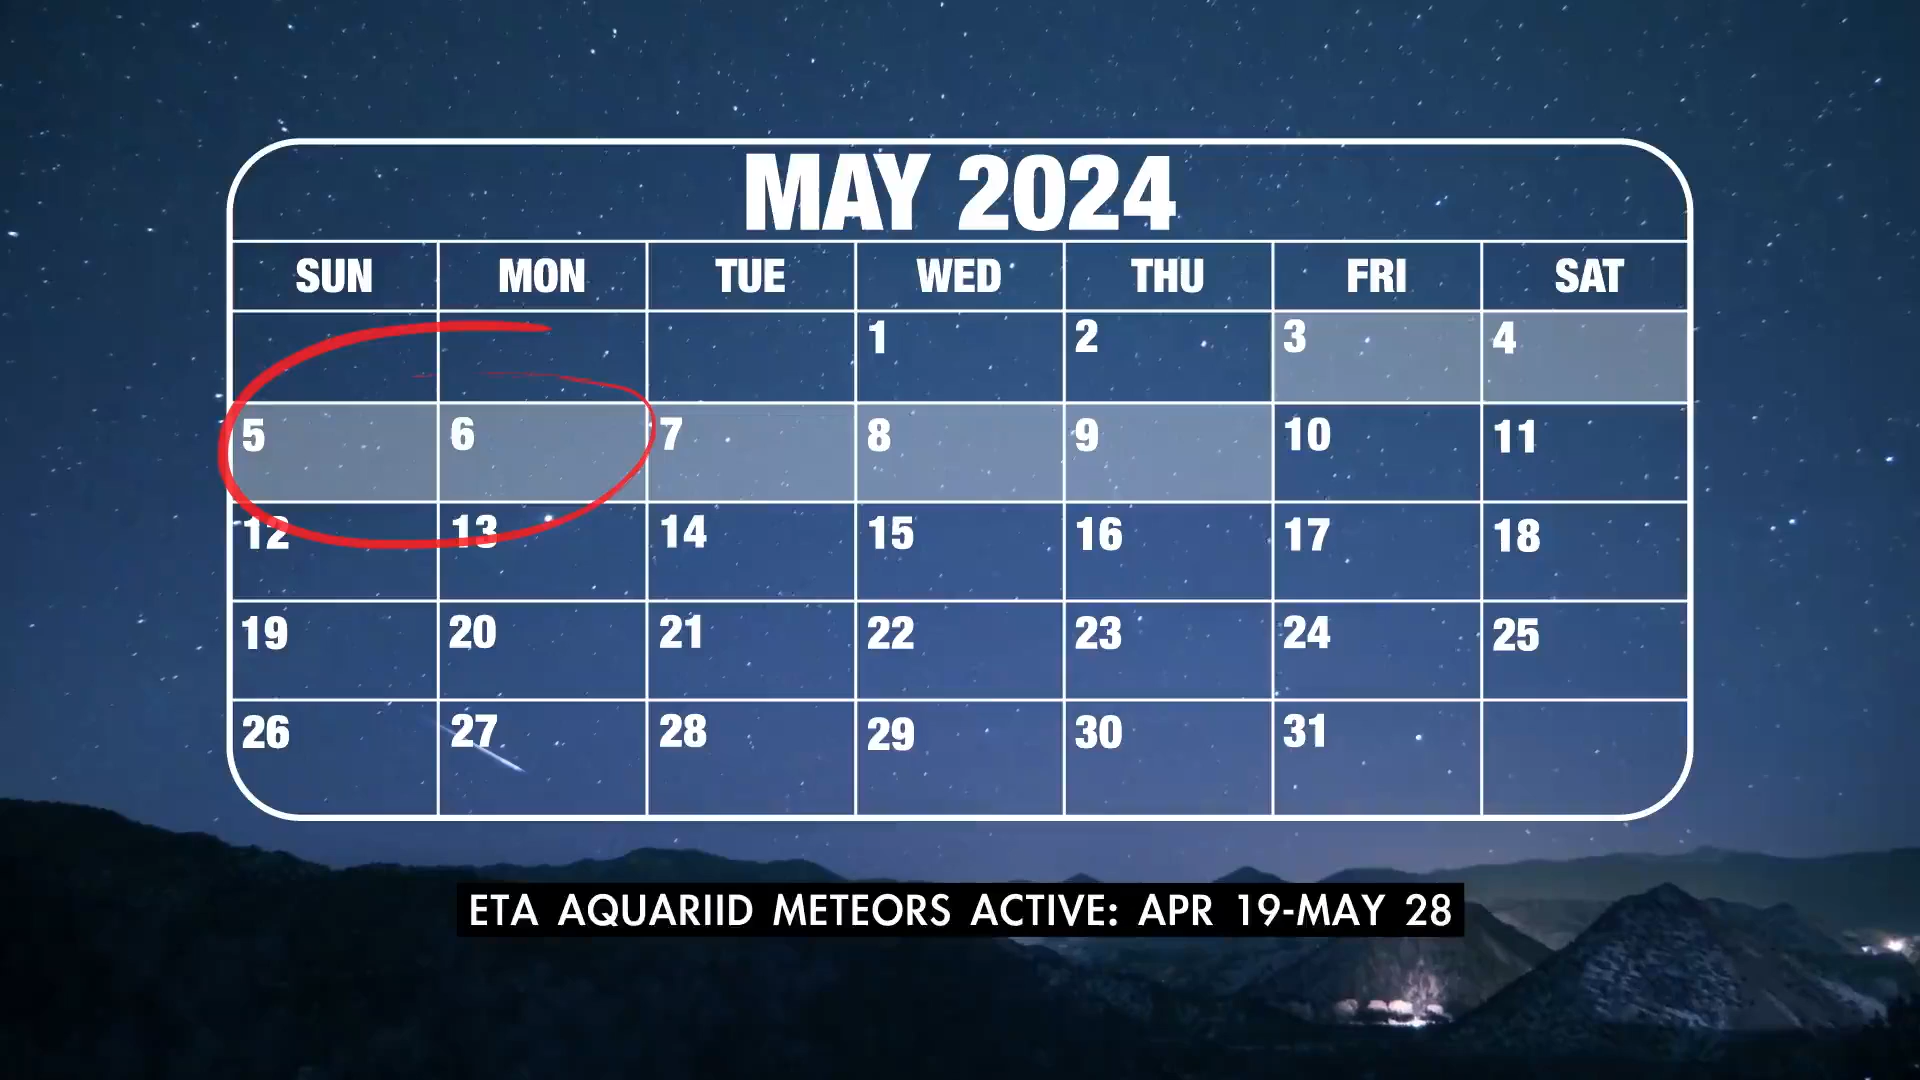 MAY 2024
SUN MON TUE WED THU FRI SAT
1 2 3 4
5 6 7 8 9 10 11
12 13 14 15 16 17 18
19 20 21 22 23 24 25
26 27 28 29 30 31
ETA AQUARIID METEORS ACTIVE: APR 19-MAY 28